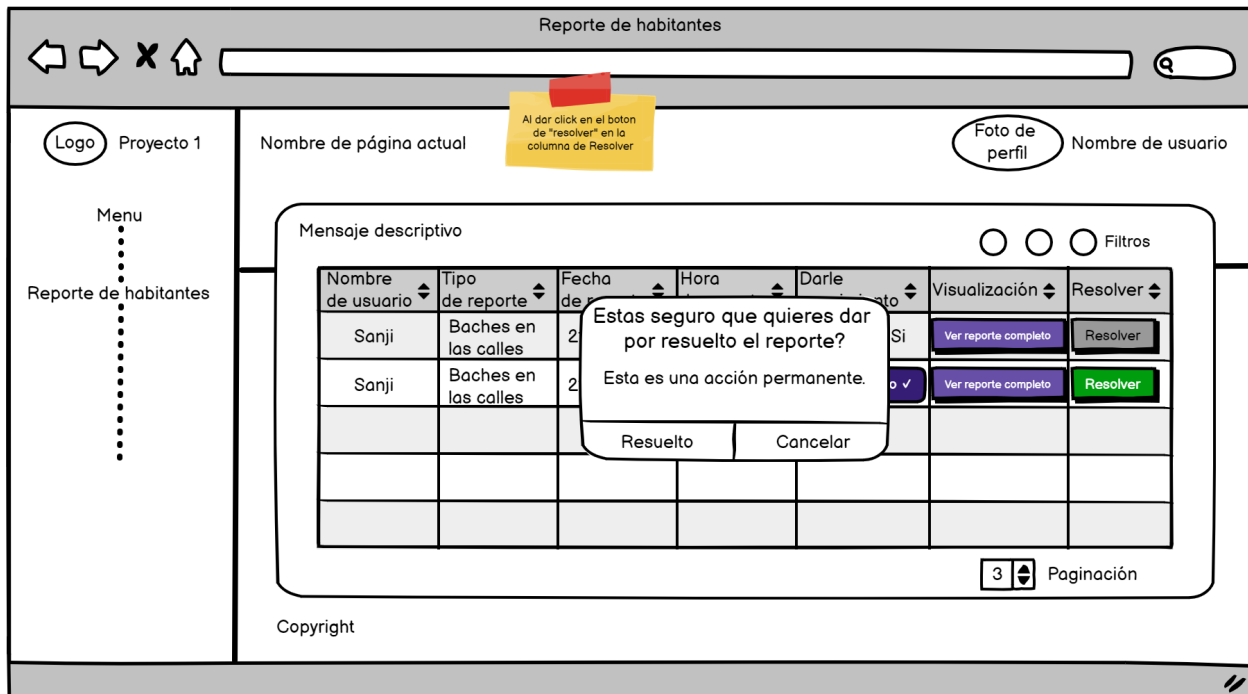 Reporte de habitantes
Al dar click en el boton
de "resolver" en la
columna de Resolver
Logo
Proyecto 1
Nombre de página actual
Foto de
perfil
Nombre de usuario
Menu
Reporte de habitantes
Mensaje descriptivo
Filtros
Nombre
de usuario
Tipo
de reporte
Fecha
Hora
Darle
Visualización
Resolver
Sanji
Baches en
las calles
Si
Ver reporte completo
Resolver
Sanji
Baches en
las calles
Ver reporte completo
Resolver
Estas seguro que quieres dar
por resuelto el reporte?
Esta es una acción permanente.
Resuelto
Cancelar
3
Paginación
Copyright